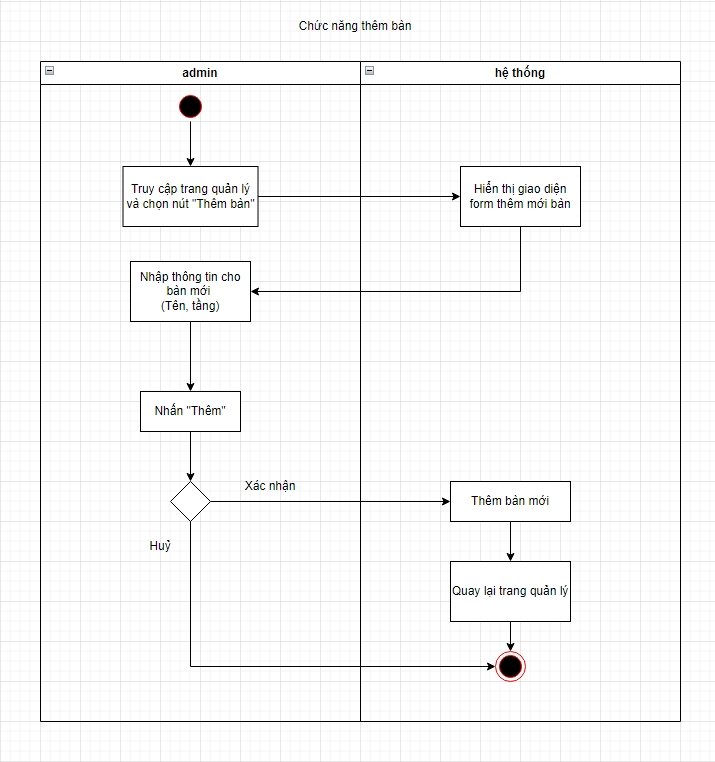 Chức năng thêm bàn
admin
hệ thống
Truy cập trang quản lý
và chọn nút "Thêm bàn"
Hiển thị giao diện
form thêm mới bàn
Nhập thông tin cho
bàn mới
(Tên, tầng)
Nhấn "Thêm"
Xác nhận
Thêm bàn mới
Huỷ
Quay lại trang quản lý